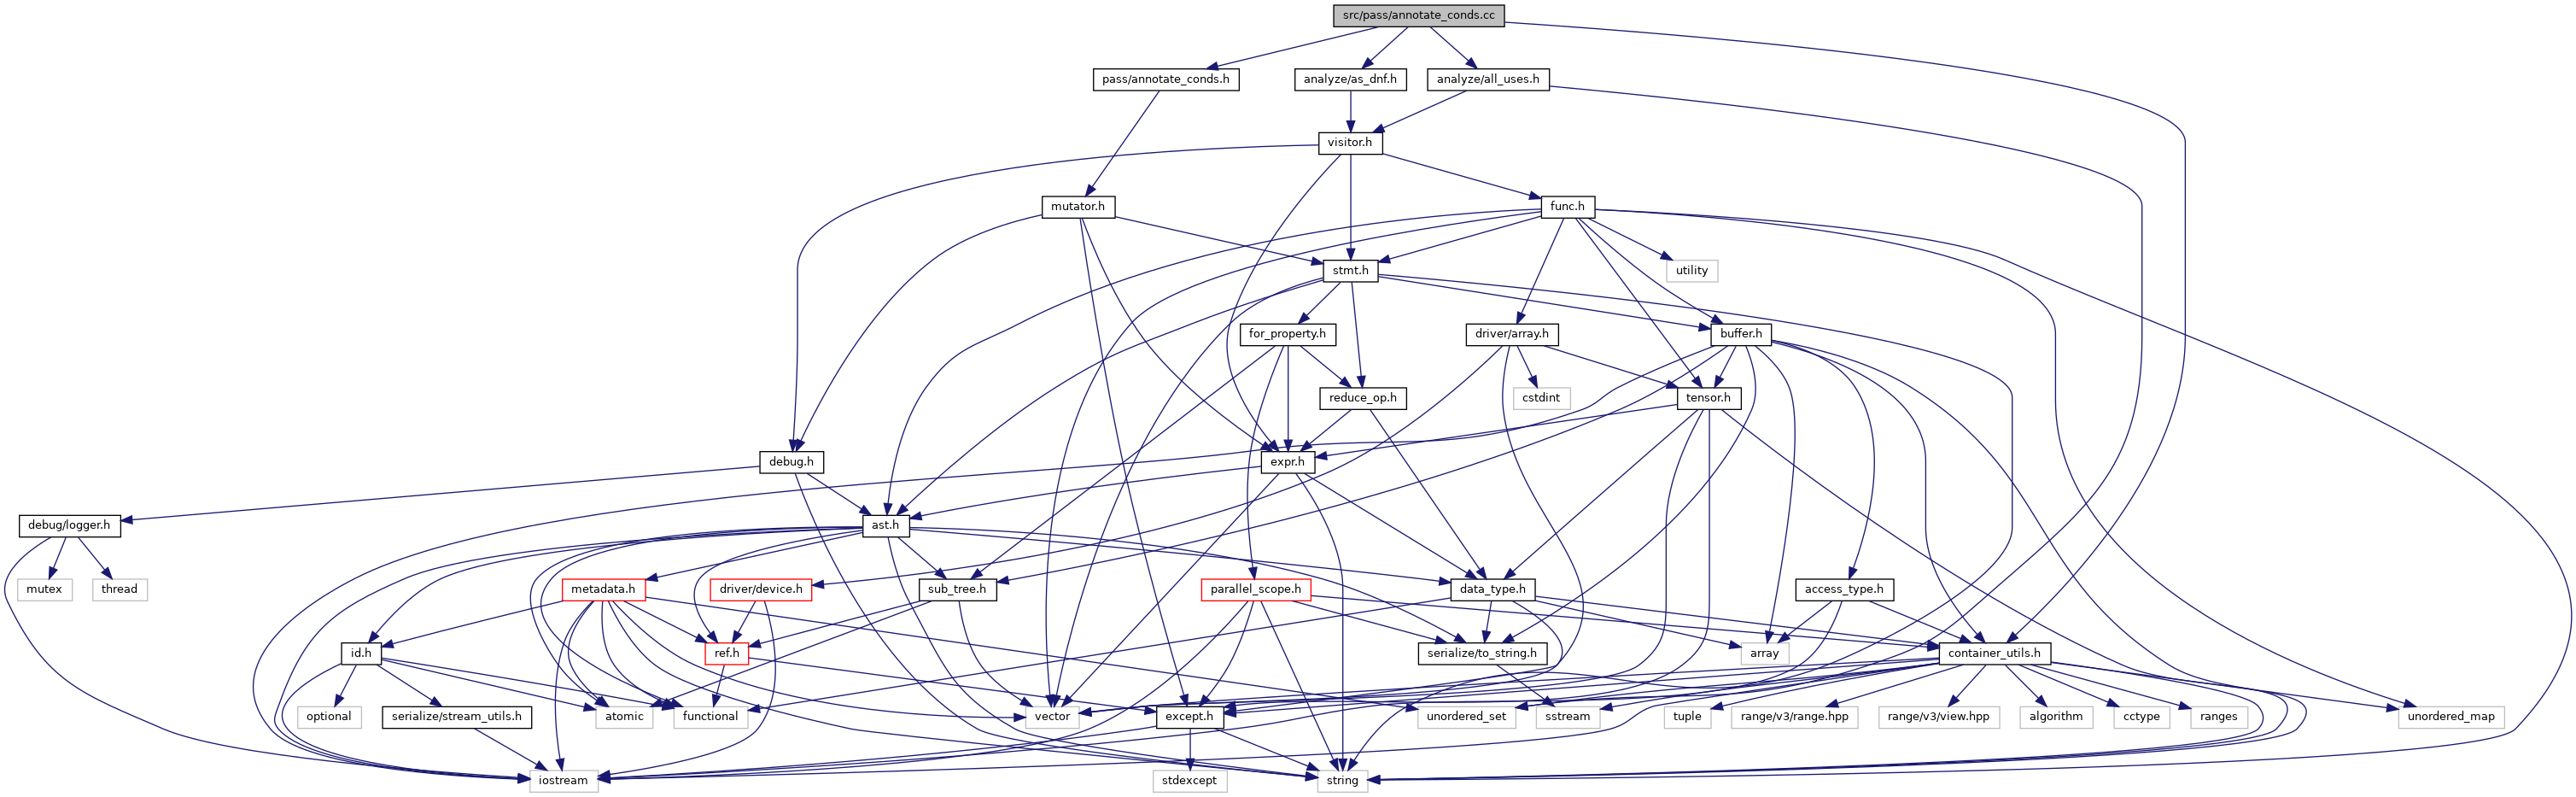 src/pass/annotate_conds.cc
pass/annotate_conds.h
analyze/as_dnf.h
analyze/all_uses.h
visitor.h
mutator.h
func.h
stmt.h
utility
for_property.h
driver/array.h
buffer.h
reduce_op.h
cstdint
tensor.h
debug.h
expr.h
debug/logger.h
ast.h
mutex
thread
metadata.h
driver/device.h
sub_tree.h
parallel_scope.h
data_type.h
access_type.h
id.h
ref.h
serialize/to_string.h
array
container_utils.h
optional
serialize/stream_utils.h
atomic
functional
vector
except.h
unordered_set
sstream
tuple
range/v3/range.hpp
range/v3/view.hpp
algorithm
cctype
ranges
unordered_map
iostream
stdexcept
string